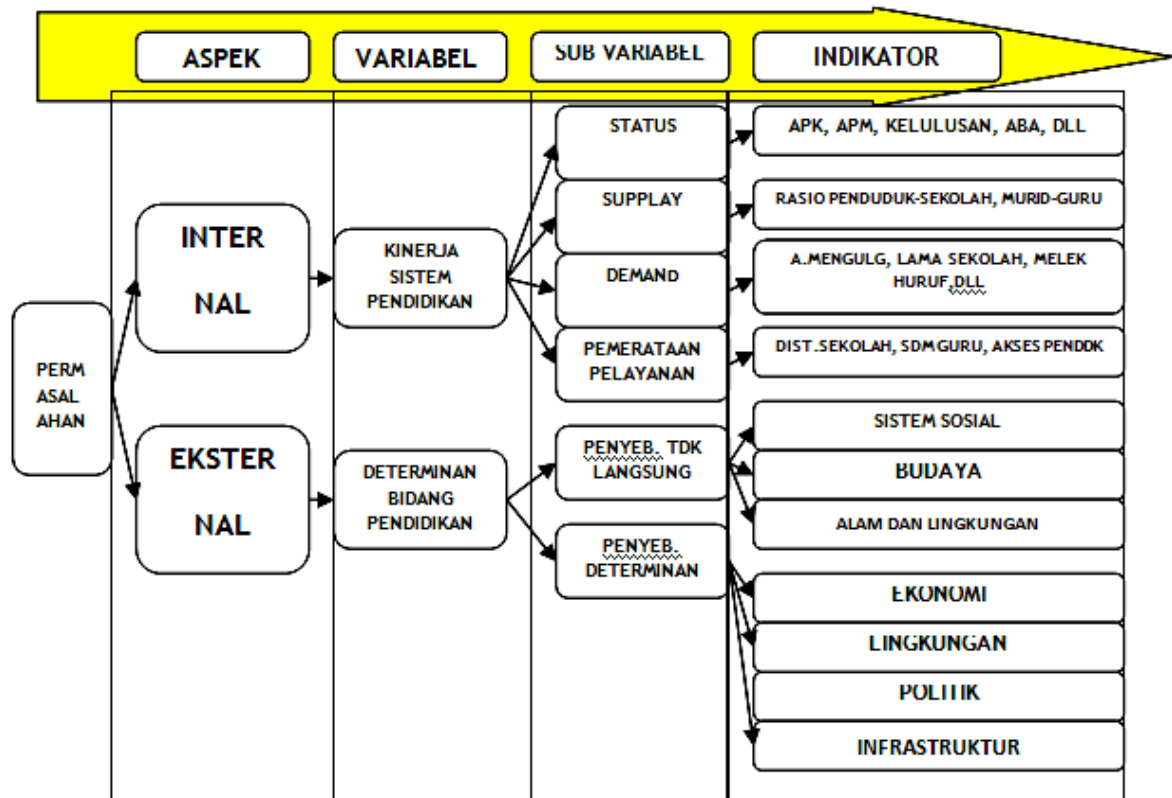 ASPEK
VARIABEL
SUB VARIABEL
INDIKATOR
PERM
ASAL
AHAN
INTER
NAL
EKSTER
NAL
KINERJA
SISTEM
PENDIDIKAN
DETERMINAN
BIDANG
PENDIDIKAN
STATUS
SUPPLAY
DEMAND
PEMERATAAN
PELAYANAN
PENYEB. TDK
LANGSUNG
PENYEB.
DETERMINAN
APK, APM, KELULUSAN, ABA, DLL
RASIO PENDUDUK-SEKOLAH, MURID-GURU
A.MENGULG, LAMA SEKOLAH, MELEK
HURUF,DLL
DIST.SEKOLAH, SDM GURU, AKSES PENDDK
SISTEM SOSIAL
BUDAYA
ALAM DAN LINGKUNGAN
EKONOMI
LINGKUNGAN
POLITIK
INFRASTRUKTUR